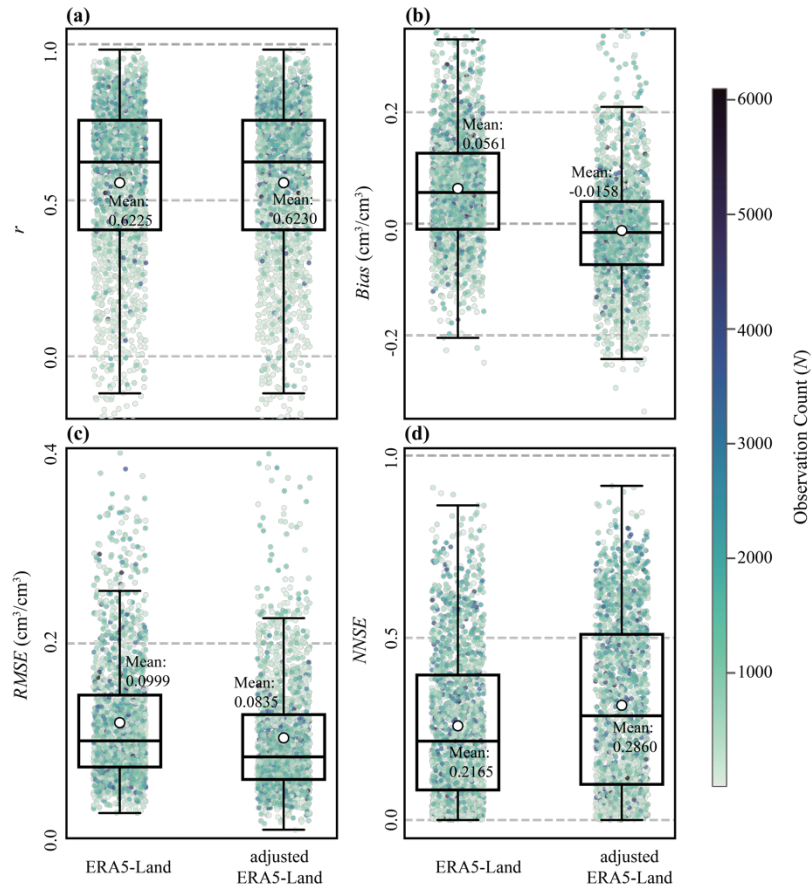 (a)
1.0
0.5
0.0
r
Mean:
0.6225
Mean:
0.6230
(b)
0.2
0.0
-0.2
Bias (cm³/cm³)
Mean:
0.0561
Mean:
-0.0158
(c)
0.4
0.2
0.0
RMSE (cm³/cm³)
Mean:
0.0999
Mean:
0.0835
ERA5-Land
adjusted
ERA5-Land
(d)
1.0
0.5
0.0
NNSE
Mean:
0.2165
Mean:
0.2860
ERA5-Land
adjusted
ERA5-Land
6000
5000
4000
3000
2000
1000
Observation Count (N)